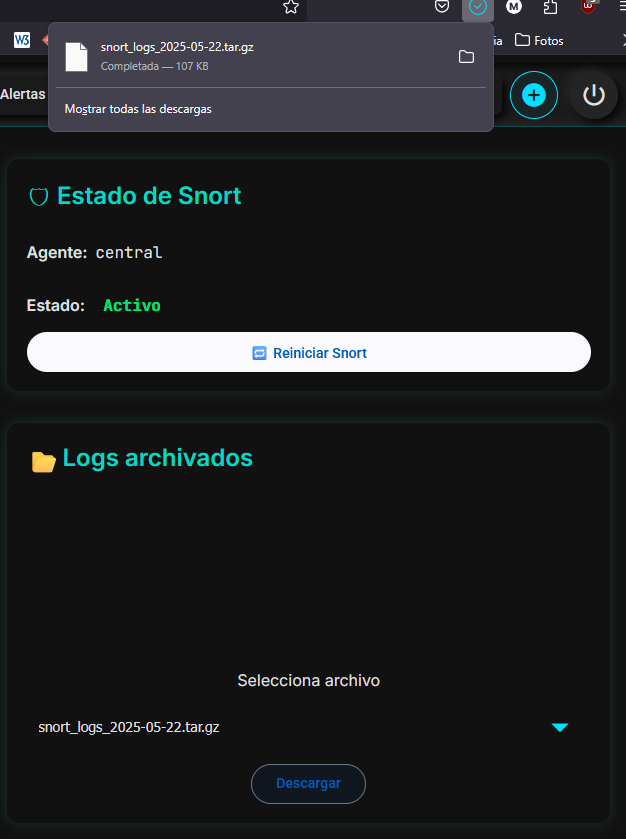 snort_logs_2025-05-22.tar.gz
Completada — 107 KB
Mostrar todas las descargas
W3
M
ia
Fotos
Alertas
Estado de Snort
Agente: central
Estado: Activo
Reiniciar Snort
Logs archivados
Selecciona archivo
snort_logs_2025-05-22.tar.gz
Descargar